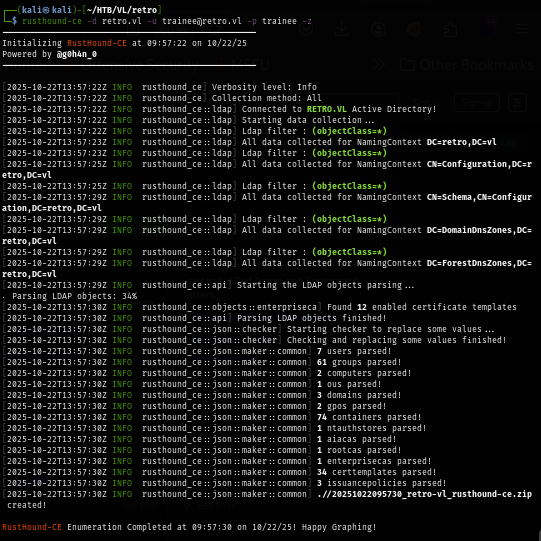 ┌──(kali㉿kali)-[~/HTB/VL/retro]
└─$ rusthound-ce -d retro.vl -u trainee@retro.vl -p trainee -z
Initializing RustHound-CE at 09:57:22 on 10/22/25
Powered by @g0h4n_0
[2025-10-22T13:57:22Z INFO  rusthound_ce] Verbosity level: Info
[2025-10-22T13:57:22Z INFO  rusthound_ce] Collection method: All
[2025-10-22T13:57:22Z INFO  rusthound_ce::ldap] Connected to RETRO.VL Active Directory!
[2025-10-22T13:57:22Z INFO  rusthound_ce::ldap] Starting data collection...
[2025-10-22T13:57:22Z INFO  rusthound_ce::ldap] Ldap filter : (objectClass=*)
[2025-10-22T13:57:23Z INFO  rusthound_ce::ldap] All data collected for NamingContext DC=retro,DC=vl
[2025-10-22T13:57:23Z INFO  rusthound_ce::ldap] Ldap filter : (objectClass=*)
[2025-10-22T13:57:25Z INFO  rusthound_ce::ldap] All data collected for NamingContext CN=Configuration,DC=r
etro,DC=vl
[2025-10-22T13:57:25Z INFO  rusthound_ce::ldap] Ldap filter : (objectClass=*)
[2025-10-22T13:57:29Z INFO  rusthound_ce::ldap] All data collected for NamingContext CN=Schema,CN=Configur
ation,DC=retro,DC=vl
[2025-10-22T13:57:29Z INFO  rusthound_ce::ldap] Ldap filter : (objectClass=*)
[2025-10-22T13:57:29Z INFO  rusthound_ce::ldap] All data collected for NamingContext DC=DomainDnsZones,DC=
retro,DC=vl
[2025-10-22T13:57:29Z INFO  rusthound_ce::ldap] Ldap filter : (objectClass=*)
[2025-10-22T13:57:29Z INFO  rusthound_ce::ldap] All data collected for NamingContext DC=ForestDnsZones,DC=
retro,DC=vl
[2025-10-22T13:57:29Z INFO  rusthound_ce::api] Starting the LDAP objects parsing...
. Parsing LDAP objects: 34%
[2025-10-22T13:57:30Z INFO  rusthound_ce::objects::enterpriseca] Found 12 enabled certificate templates
[2025-10-22T13:57:30Z INFO  rusthound_ce::api] Parsing LDAP objects finished!
[2025-10-22T13:57:30Z INFO  rusthound_ce::json::checker] Starting checker to replace some values...
[2025-10-22T13:57:30Z INFO  rusthound_ce::json::checker] Checking and replacing some values finished!
[2025-10-22T13:57:30Z INFO  rusthound_ce::json::maker::common] 7 users parsed!
[2025-10-22T13:57:30Z INFO  rusthound_ce::json::maker::common] 61 groups parsed!
[2025-10-22T13:57:30Z INFO  rusthound_ce::json::maker::common] 2 computers parsed!
[2025-10-22T13:57:30Z INFO  rusthound_ce::json::maker::common] 1 ous parsed!
[2025-10-22T13:57:30Z INFO  rusthound_ce::json::maker::common] 3 domains parsed!
[2025-10-22T13:57:30Z INFO  rusthound_ce::json::maker::common] 2 gpos parsed!
[2025-10-22T13:57:30Z INFO  rusthound_ce::json::maker::common] 74 containers parsed!
[2025-10-22T13:57:30Z INFO  rusthound_ce::json::maker::common] 1 ntauthstores parsed!
[2025-10-22T13:57:30Z INFO  rusthound_ce::json::maker::common] 1 aiacas parsed!
[2025-10-22T13:57:30Z INFO  rusthound_ce::json::maker::common] 1 rootcas parsed!
[2025-10-22T13:57:30Z INFO  rusthound_ce::json::maker::common] 1 enterprisecas parsed!
[2025-10-22T13:57:30Z INFO  rusthound_ce::json::maker::common] 34 certtemplates parsed!
[2025-10-22T13:57:30Z INFO  rusthound_ce::json::maker::common] 3 issuancepolicies parsed!
[2025-10-22T13:57:30Z INFO  rusthound_ce::json::maker::common] .//20251022095730_retro-vl_rusthound-ce.zip
created!
RustHound-CE Enumeration Completed at 09:57:30 on 10/22/25! Happy Graphing!
Other Bookmarks